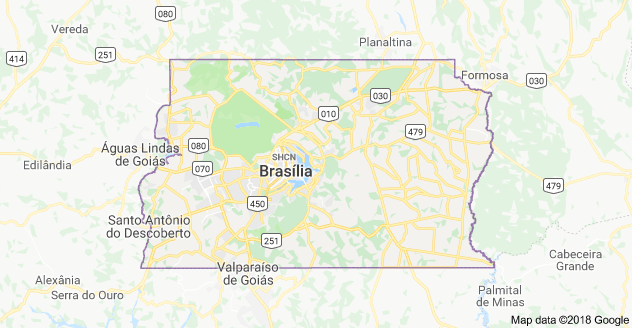 080
Vereda
251
414
Planaltina
Formosa
030
030
010
479
Águas Lindas
de Goiás
080
SHCN
Edilândia
070
Brasília
479
450
Santo Antônio
do Descoberto
251
Cabeceira
Grande
Valparaíso
de Goiás
Alexânia
Serra do Ouro
Palmital
de Minas
Map data ©2018 Google